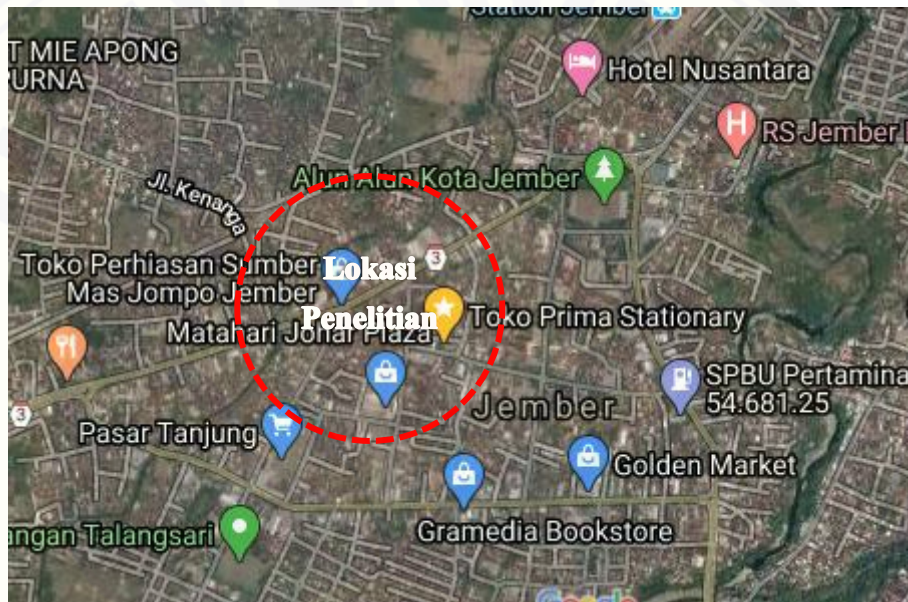 Station Jember
T MIE APONG
PURNA
Hotel Nusantara
H
RS Jember
Alun Alun Kota Jember
Jl. Kenanga
3
Toko Perhiasan Sumber
Mas Jompo Jember
Lokasi
Penelitian
Toko Prima Stationary
Matahari Johar Plaza
SPBU Pertamina
54.681.25
3
Jember
Pasar Tanjung
Golden Market
Gramedia Bookstore
angan Talangsari
Google